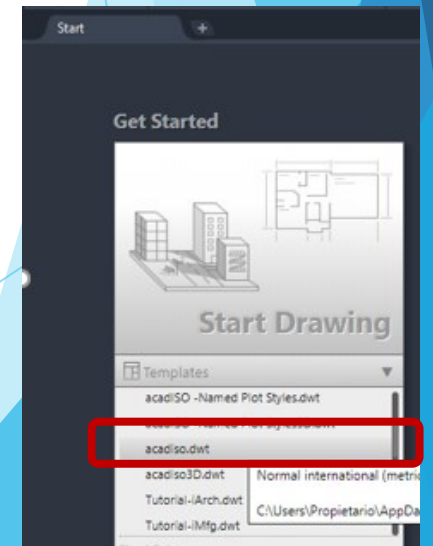 Start +
Get Started
Start Drawing
Templates
acadISO -Named Plot Styles.dwt
acadiso.dwt
acadiso3D.dwt
Normal international (metric
Tutorial-iArch.dwt
C:\Users\Propietario\AppDa
Tutorial-iMfg.dwt